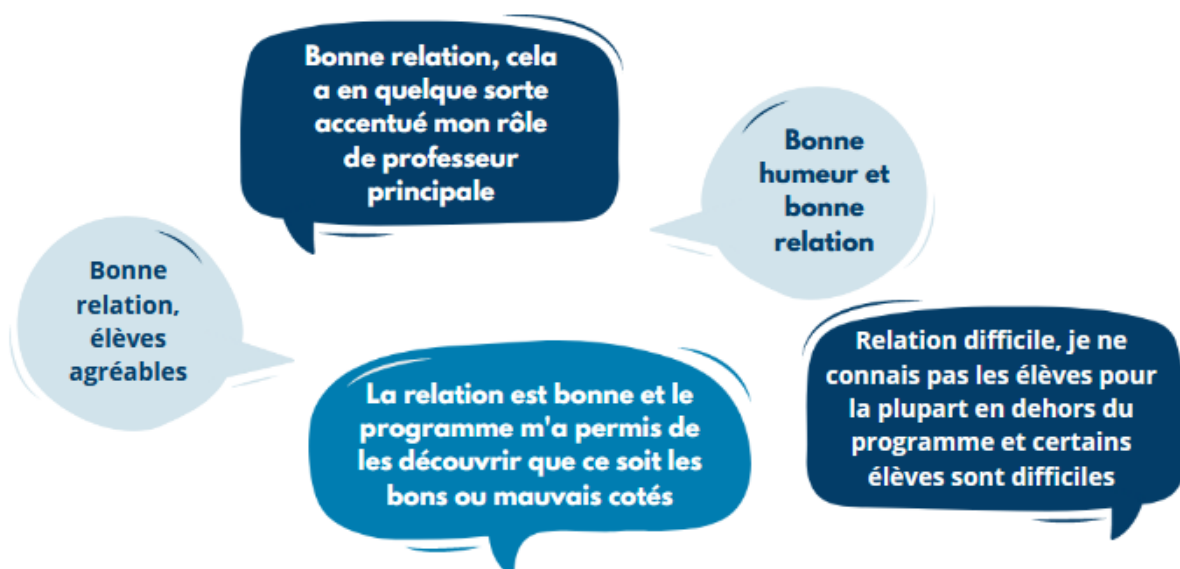 Bonne relation, cela
a en quelque sorte
accentué mon rôle
de professeur
principale
Bonne
humeur et
bonne
relation
Bonne
relation,
élèves
agréables
La relation est bonne et le
programme m'a permis de
les découvrir que ce soit les
bons ou mauvais cotés
Relation difficile, je ne
connais pas les élèves pour
la plupart en dehors du
programme et certains
élèves sont difficiles